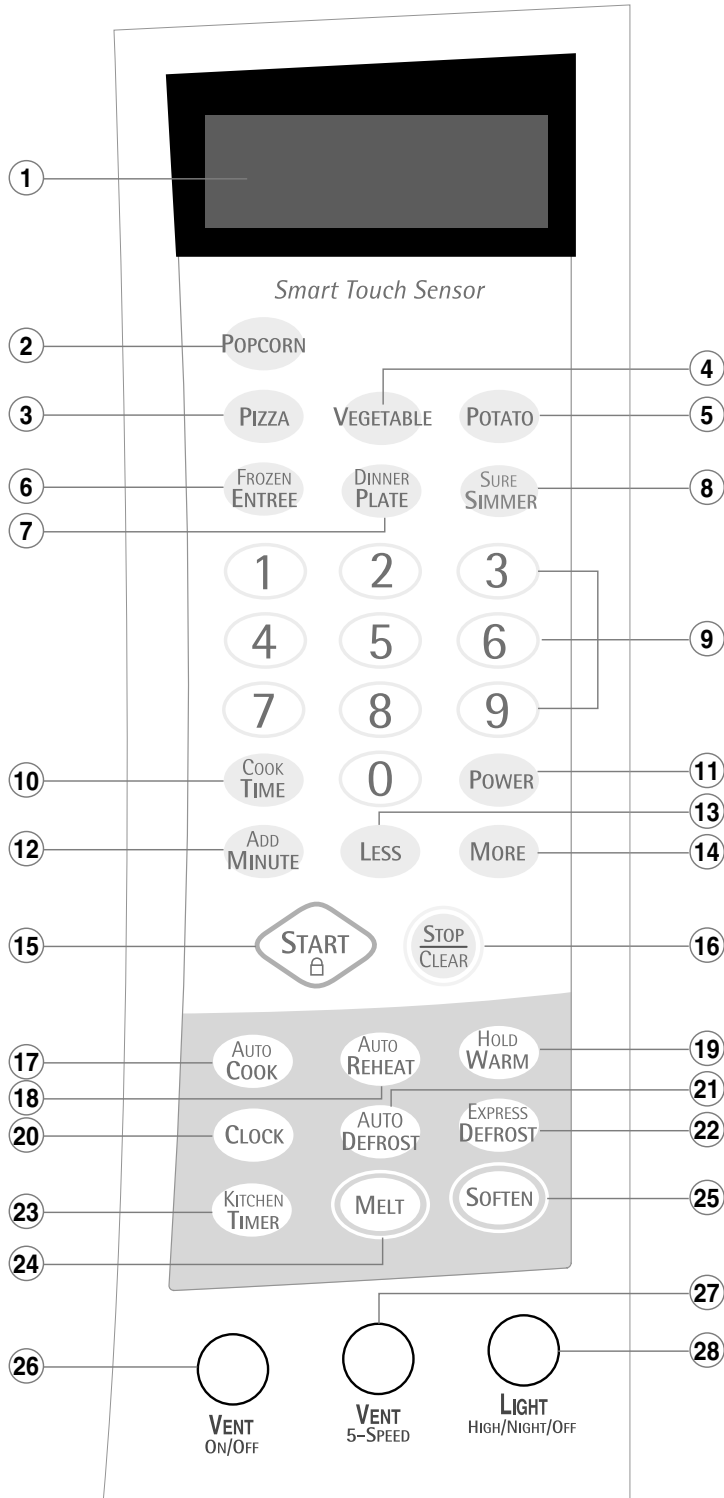 1
Smart Touch Sensor
2
POPCORN
4
3
PIZZA
VEGETABLE
POTATO
5
6
FROZEN
ENTREE
DINNER
PLATE
SURE
SIMMER
8
7
1
2
3
4
5
6
9
7
8
9
10
COOK
TIME
0
POWER
11
13
12
ADD
MINUTE
LESS
MORE
14
15
START
STOP
CLEAR
16
17
AUTO
COOK
AUTO
REHEAT
HOLD
WARM
19
18
21
20
CLOCK
AUTO
DEFROST
EXPRESS
DEFROST
22
23
KITCHEN
TIMER
MELT
SOFTEN
25
24
27
26
28
VENT
ON/OFF
VENT
5-SPEED
LIGHT
HIGH/NIGHT/OFF